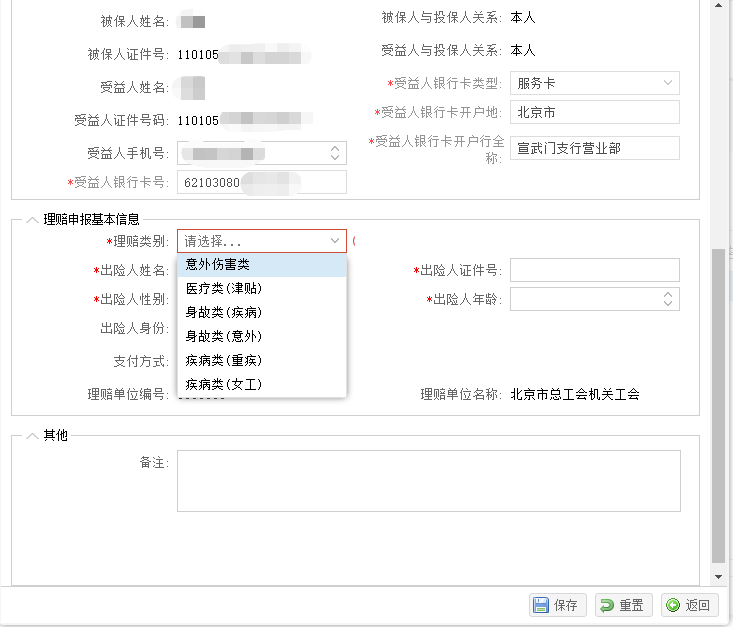 被保人姓名:
被保人与投保人关系: 本人
被保人证件号: 110105
受益人与投保人关系: 本人
受益人姓名:
*受益人银行卡类型: 服务卡
受益人证件号码: 110105
*受益人银行卡开户地: 北京市
受益人手机号:
*受益人银行卡开户行全
称:
宣武门支行营业部
*受益人银行卡号: 62103080
理赔申报基本信息
*理赔类别: 请选择...
意外伤害类
*出险人姓名:
*出险人证件号:
医疗类(津贴)
*出险人性别:
*出险人年龄:
身故类(疾病)
出险人身份:
身故类(意外)
支付方式:
疾病类(重疾)
疾病类(女工)
理赔单位编号:
理赔单位名称: 北京市总工会机关工会
其他
备注:
保存 重置 返回